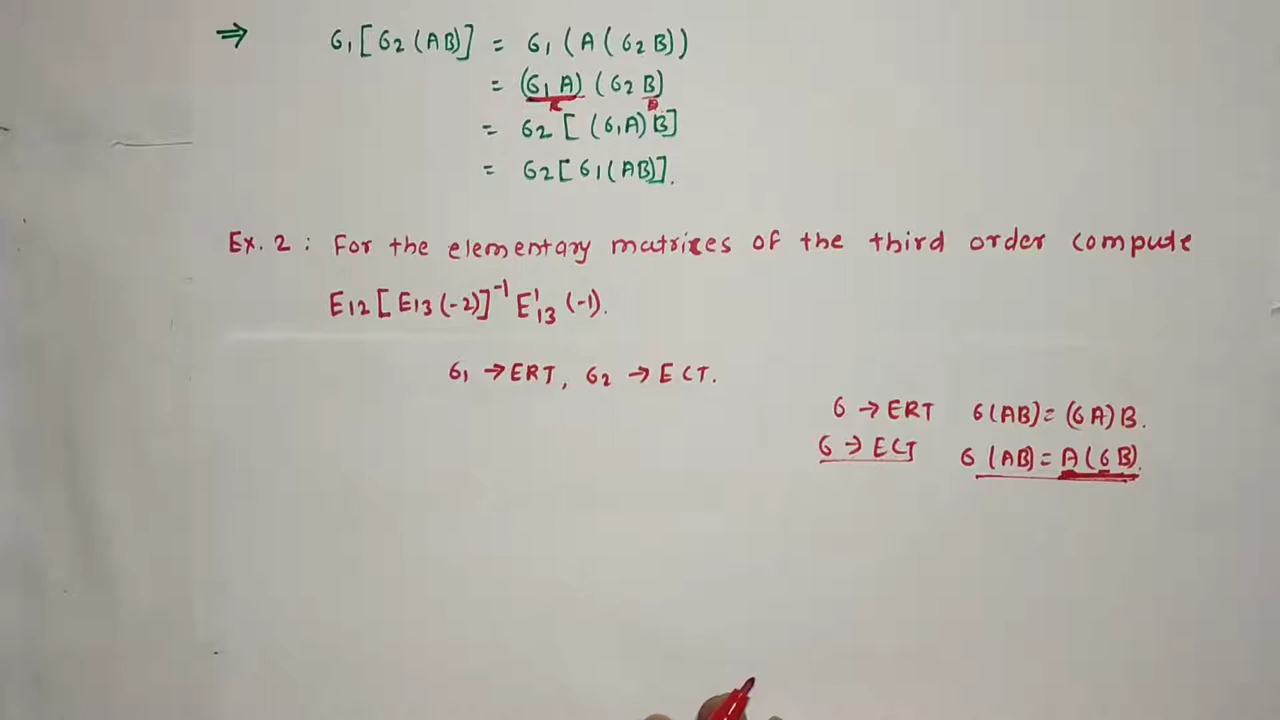 ⇒ σ₁[σ₂(AB)] = σ₁(A(σ₂B))
= (σ₁A)(σ₂B)
= σ₂[(σ₁A)B]
= σ₂[σ₁(AB)].
Ex. 2 : For the elementary matrices of the third order compute
E₁₂[E₁₃(-2)]⁻¹ E'₁₃(-1).
σ₁ → ERT, σ₂ → ECT.
σ → ERT σ(AB) = (σA)B.
σ → ECT σ(AB) = A(σB).